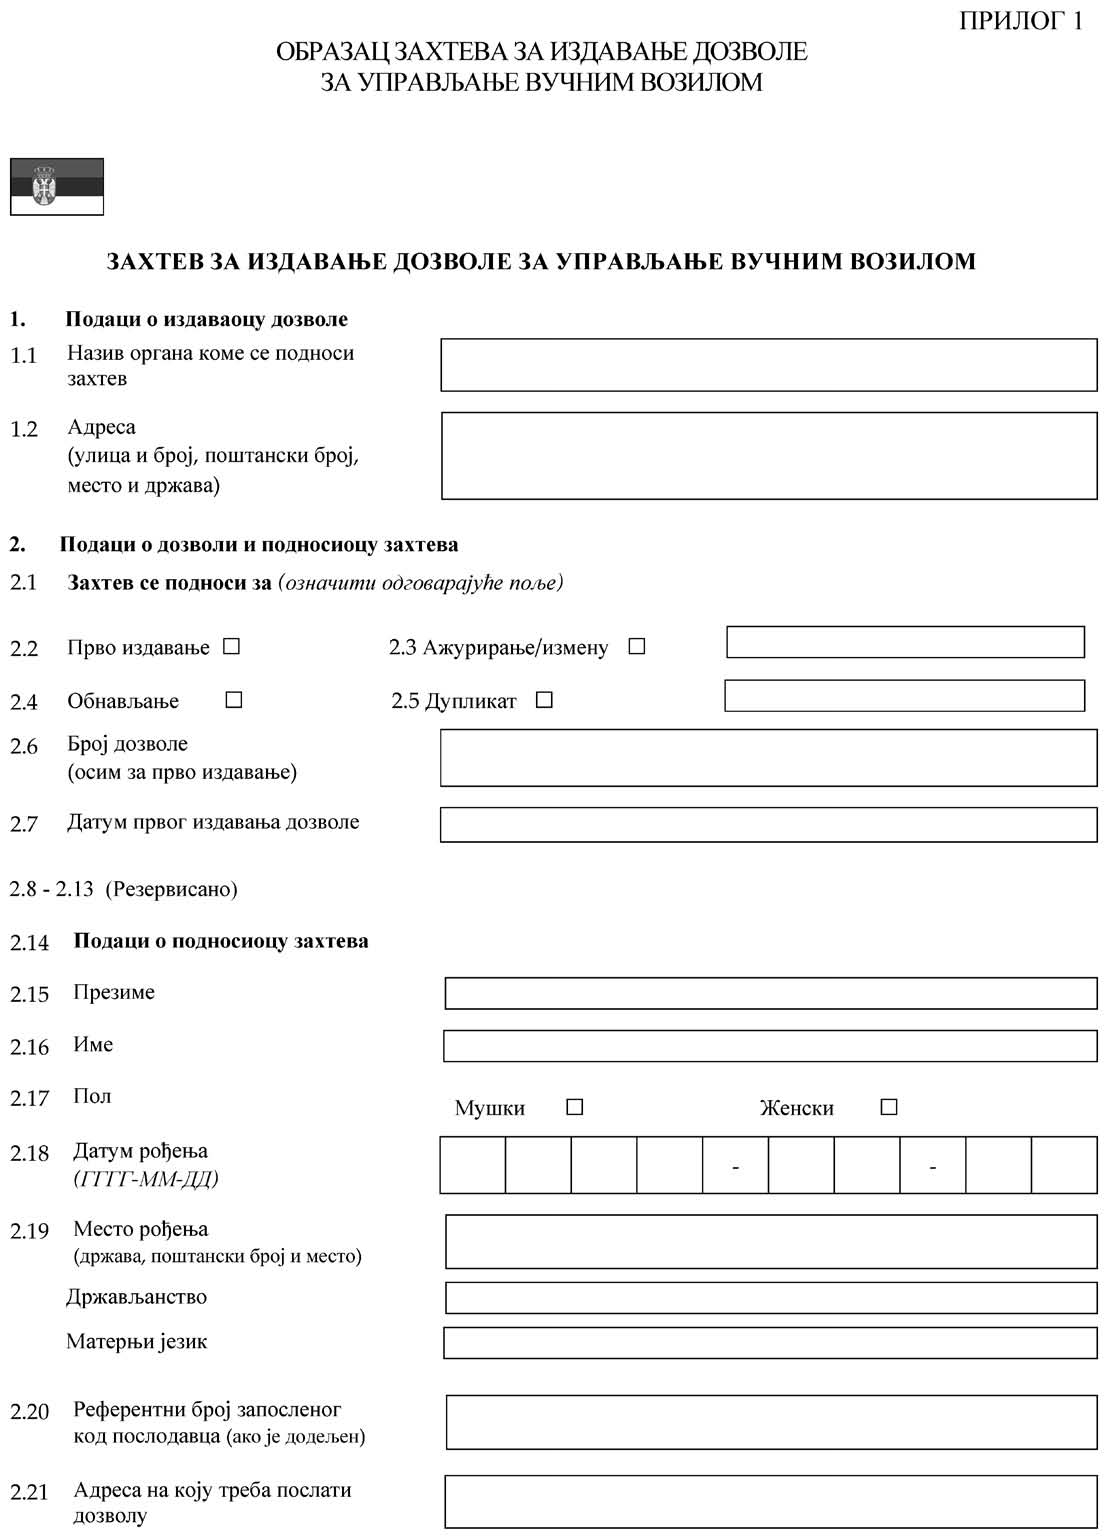 ПРИЛОГ 1
ОБРАЗАЦ ЗАХТЕВА ЗА ИЗДАВАЊЕ ДОЗВОЛЕ
ЗА УПРАВЉАЊЕ ВУЧНИМ ВОЗИЛОМ
ЗАХТЕВ ЗА ИЗДАВАЊЕ ДОЗВОЛЕ ЗА УПРАВЉАЊЕ ВУЧНИМ ВОЗИЛОМ
1. Подаци о издаваоцу дозволе
1.1 Назив органа коме се подноси
захтев
1.2 Адреса
(улица и број, поштански број,
место и држава)
2. Подаци о дозволи и подносиоцу захтева
2.1 Захтев се подноси за (означити одговарајуће поље)
2.2 Прво издавање ☐ 2.3 Ажурирање/измену ☐
2.4 Обнављање ☐ 2.5 Дупликат ☐
2.6 Број дозволе
(осим за прво издавање)
2.7 Датум првог издавања дозволе
2.8 - 2.13 (Резервисано)
2.14 Подаци о подносиоцу захтева
2.15 Презиме
2.16 Име
2.17 Пол Мушки ☐ Женски ☐
2.18 Датум рођења
(ГГГГ-ММ-ДД) - -
2.19 Место рођења
(држава, поштански број и место)
Држављанство
Матерњи језик
2.20 Референтни број запосленог
код послодавца (ако је додељен)
2.21 Адреса на коју треба послати
дозволу